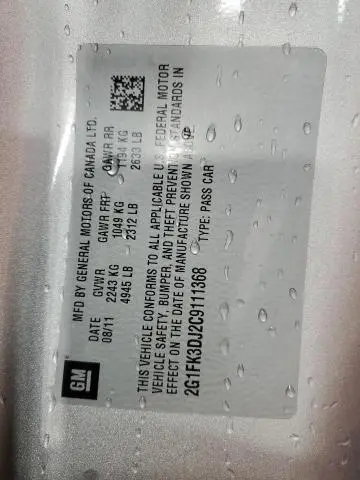 GM
MFD BY GENERAL MOTORS OF CANADA LTD.
DATE GVWR GAWR FRT GAWR RR
08/11 2243 KG 1049 KG 1194 KG
4945 LB 2312 LB 2633 LB
THIS VEHICLE CONFORMS TO ALL APPLICABLE U.S. FEDERAL MOTOR
VEHICLE SAFETY, BUMPER, AND THEFT PREVENTION STANDARDS IN
EFFECT ON THE DATE OF MANUFACTURE SHOWN ABOVE
2G1FK3DJ2C9111368 TYPE: PASS CAR